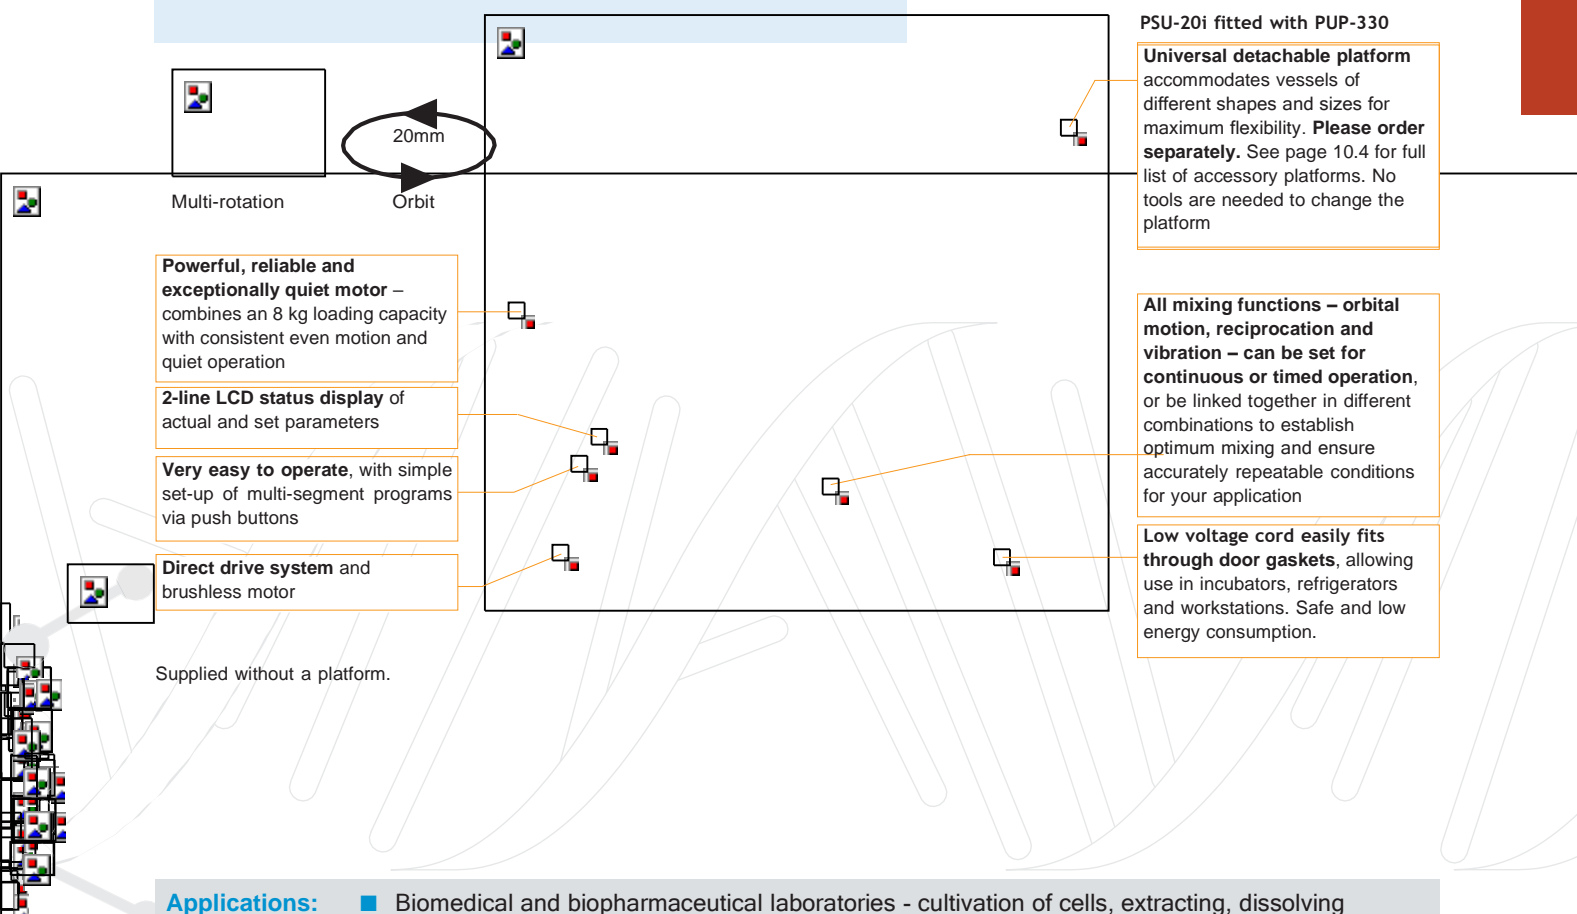 PSU-20i fitted with PUP-330
Universal detachable platform
accommodates vessels of
different shapes and sizes for
maximum flexibility. Please order
separately. See page 10.4 for full
list of accessory platforms. No
tools are needed to change the
platform
20mm
Multi-rotation
Orbit
Powerful, reliable and
exceptionally quiet motor –
combines an 8 kg loading capacity
with consistent even motion and
quiet operation
2-line LCD status display of
actual and set parameters
Very easy to operate, with simple
set-up of multi-segment programs
via push buttons
Direct drive system and
brushless motor
All mixing functions – orbital
motion, reciprocation and
vibration – can be set for
continuous or timed operation,
or be linked together in different
combinations to establish
optimum mixing and ensure
accurately repeatable conditions
for your application
Low voltage cord easily fits
through door gaskets, allowing
use in incubators, refrigerators
and workstations. Safe and low
energy consumption.
Supplied without a platform.
Applications: ■ Biomedical and biopharmaceutical laboratories - cultivation of cells, extracting, dissolving